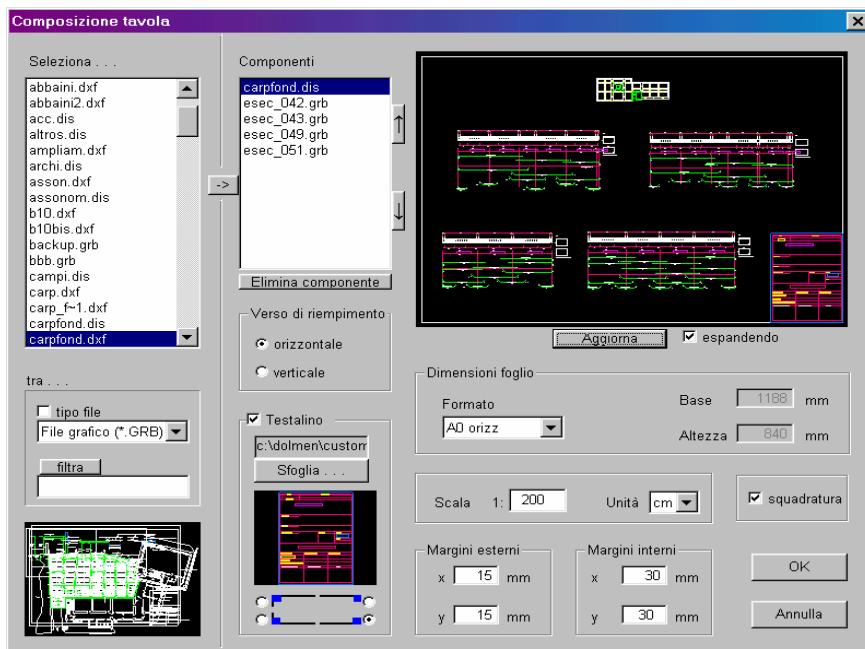 Composizione tavola
Seleciona . . .
abbaini.dxf
abbaini2.dxf
acc.dis
altros.dis
ampliam.dxf
archi.dis
asson.dxf
assonom.dis
b10.dxf
b10bis.dxf
backup.grb
bbb.grb
campi.dis
carp.dxf
carp_f~1.dxf
carpfond.dis
carpfond.dxf
tra . . .
tipo file
File grafico (*.GRB)
filtra
->
Componenti
carpfond.dis
esec_042.grb
esec_043.grb
esec_049.grb
esec_051.grb
↑
↓
Elimina componente
Verso di riempimento
orizzontale
verticale
Testalino
c:\dolmen\custom
Sfoglia . . .
Aggiorna
espandendo
Dimensioni foglio
Formato
A0 orizz
Base 1188 mm
Altezza 840 mm
Scala 1: 200 Unità cm
squadratura
Margini esterni
x 15 mm
y 15 mm
Margini interni
x 30 mm
y 30 mm
OK
Annulla